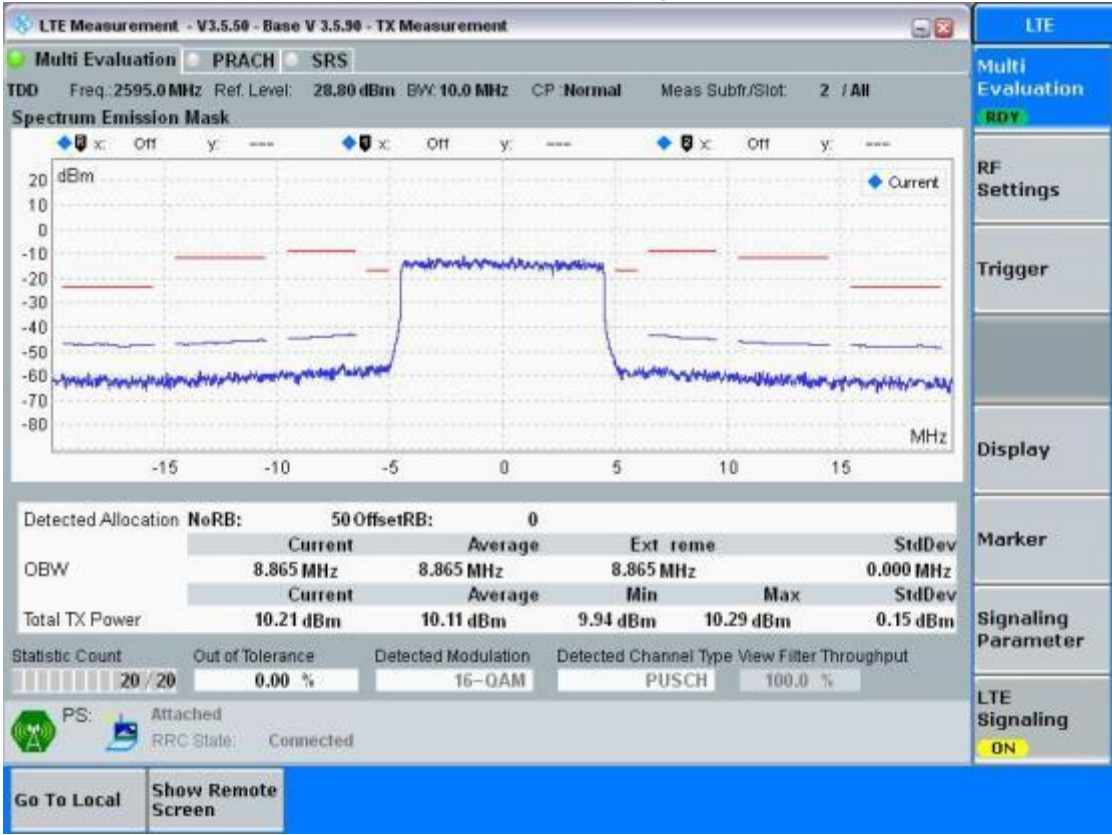 LTE Measurement - V3.5.50 - Base V 3.5.90 - TX Measurement
LTE
Multi Evaluation PRACH SRS
Multi Evaluation
RDY
TDD Freq.:2595.0 MHz Ref. Level: 28.80 dBm BW: 10.0 MHz CP :Normal Meas Subfr./Slot: 2 / All
Spectrum Emission Mask
x: Off y: --- x: Off y: --- x: Off y: ---
dBm
Current
20
10
0
-10
-20
-30
-40
-50
-60
-70
-80
MHz
-15 -10 -5 0 5 10 15
RF Settings
Trigger
Display
Marker
Signaling Parameter
LTE Signaling
ON
Detected Allocation NoRB: 50 OffsetRB: 0
Current Average Ext reme StdDev
OBW 8.865 MHz 8.865 MHz 8.865 MHz 0.000 MHz
Current Average Min Max StdDev
Total TX Power 10.21 dBm 10.11 dBm 9.94 dBm 10.29 dBm 0.15 dBm
Statistic Count Out of Tolerance Detected Modulation Detected Channel Type View Filter Throughput
20 / 20 0.00 % 16-QAM PUSCH 100.0 %
PS: Attached
RRC State: Connected
Go To Local
Show Remote Screen